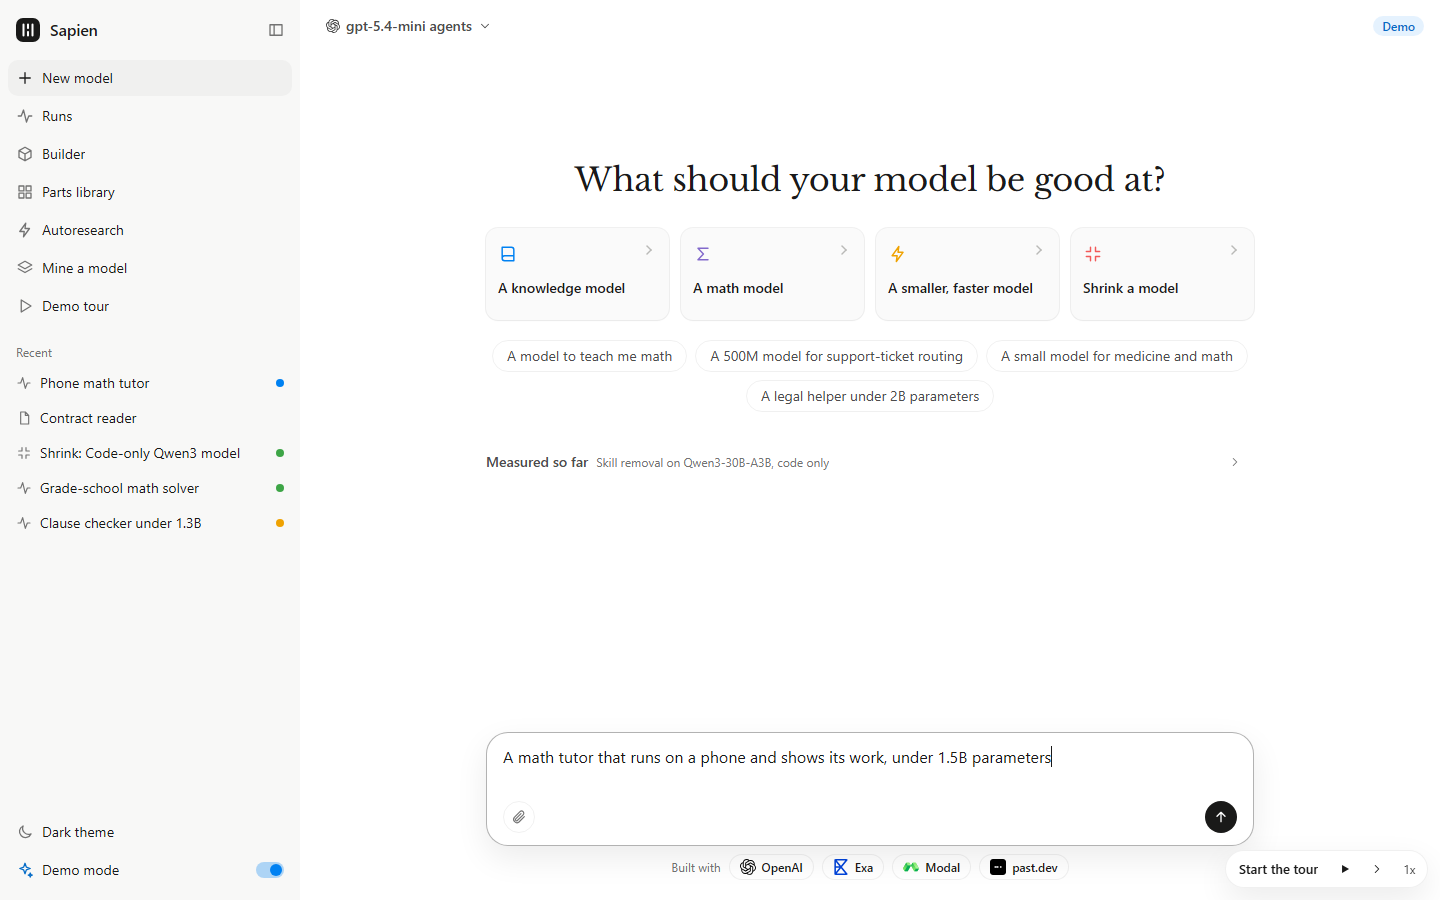 Sapien
New model
Runs
Builder
Parts library
Autoresearch
Mine a model
Demo tour
Recent
Phone math tutor
Contract reader
Shrink: Code-only Qwen3 model
Grade-school math solver
Clause checker under 1.3B
Dark theme
Demo mode
gpt-5.4-mini agents
Demo
What should your model be good at?
A knowledge model
A math model
A smaller, faster model
Shrink a model
A model to teach me math
A 500M model for support-ticket routing
A small model for medicine and math
A legal helper under 2B parameters
Measured so far Skill removal on Qwen3-30B-A3B, code only
A math tutor that runs on a phone and shows its work, under 1.5B parameters
Built with OpenAI Exa Modal past.dev
Start the tour 1x